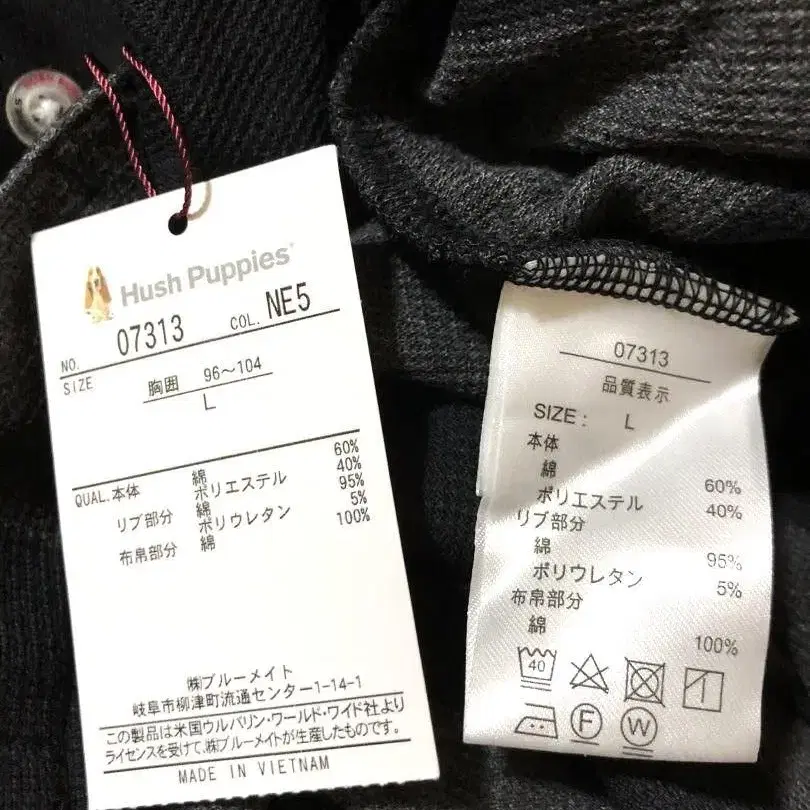 Hush Puppies
NO. 07313 COL. NE5
SIZE 胸囲 96〜104
L
QUAL. 本体 綿 60%
ポリエステル 40%
リブ部分 綿 95%
ポリウレタン 5%
布帛部分 綿 100%
㈱ブルーメイト
岐阜市柳津町流通センター1-14-1
この製品は米国ウルバリン・ワールド・ワイド社より
ライセンスを受けて、㈱ブルーメイトが生産したものです。
MADE IN VIETNAM
07313
品質表示
SIZE: L
本体
綿 60%
ポリエステル 40%
リブ部分
綿 95%
ポリウレタン 5%
布帛部分
綿 100%
40
F W